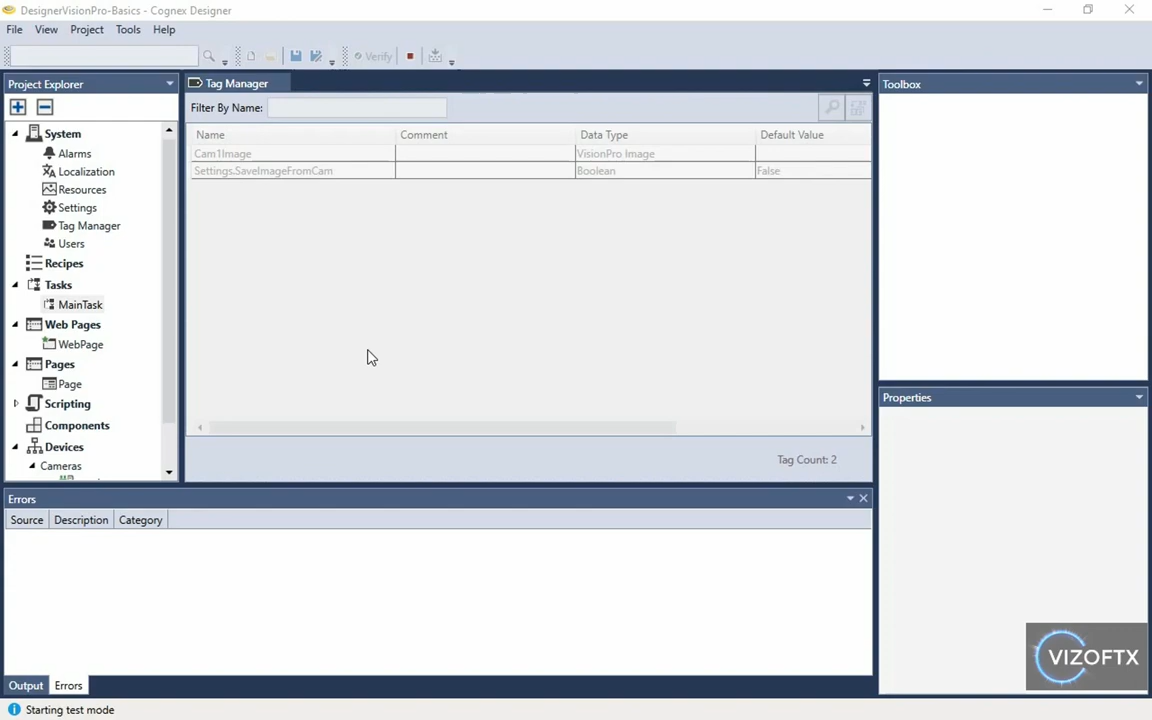 DesignerVisionPro-Basics - Cognex Designer
File View Project Tools Help
Verify
Project Explorer
System
Alarms
Localization
Resources
Settings
Tag Manager
Users
Recipes
Tasks
MainTask
Web Pages
WebPage
Pages
Page
Scripting
Components
Devices
Cameras
Tag Manager
Filter By Name:
Name Comment Data Type Default Value
Cam1Image VisionPro Image
Settings.SaveImageFromCam Boolean False
Tag Count: 2
Toolbox
Properties
Errors
Source Description Category
Output Errors
Starting test mode
VIZOFTX